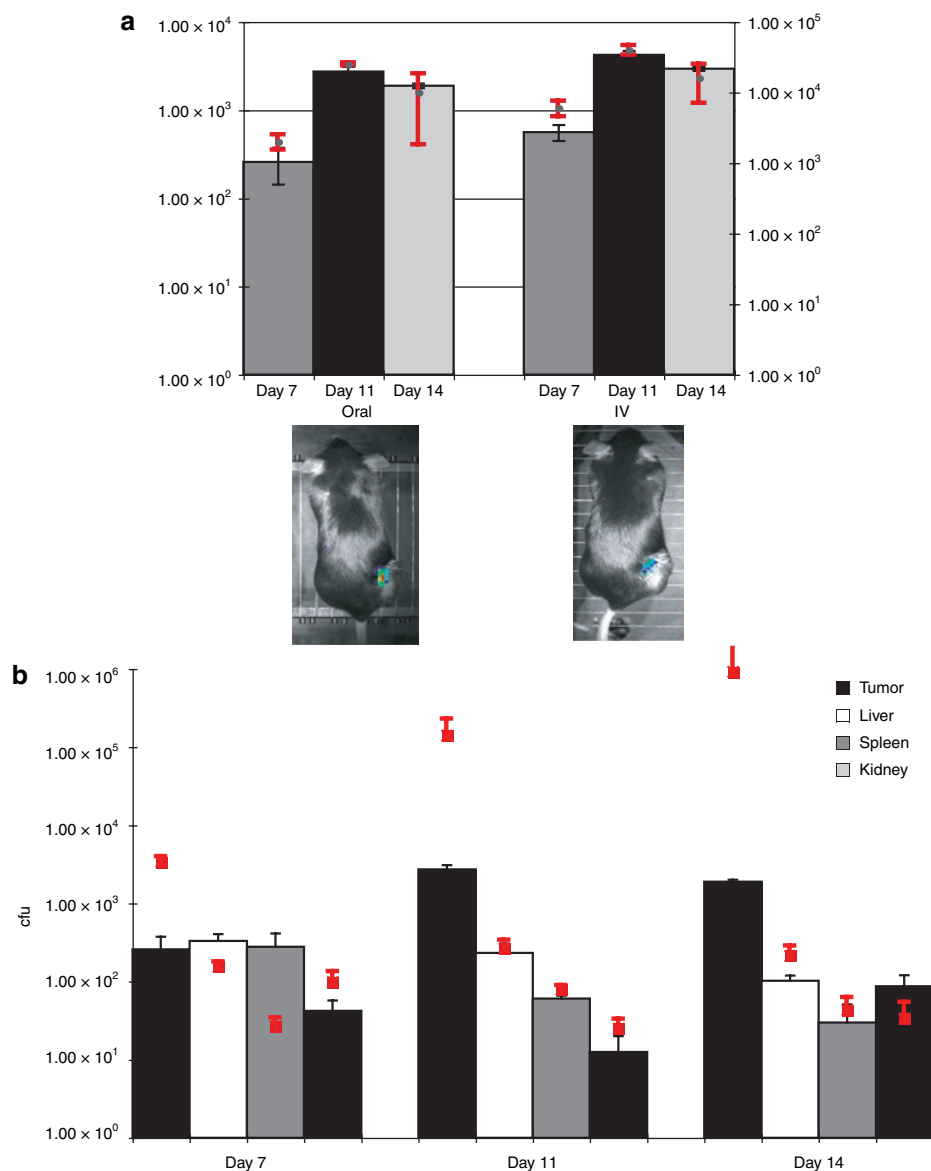 a
1.00 × 10⁴
1.00 × 10³
1.00 × 10²
1.00 × 10¹
1.00 × 10⁰
1.00 × 10⁵
1.00 × 10⁴
1.00 × 10³
1.00 × 10²
1.00 × 10¹
1.00 × 10⁰
Day 7 Day 11 Day 14
Oral
Day 7 Day 11 Day 14
IV
b
1.00 × 10⁶
1.00 × 10⁵
1.00 × 10⁴
1.00 × 10³
1.00 × 10²
1.00 × 10¹
1.00 × 10⁰
cfu
Tumor
Liver
Spleen
Kidney
Day 7 Day 11 Day 14